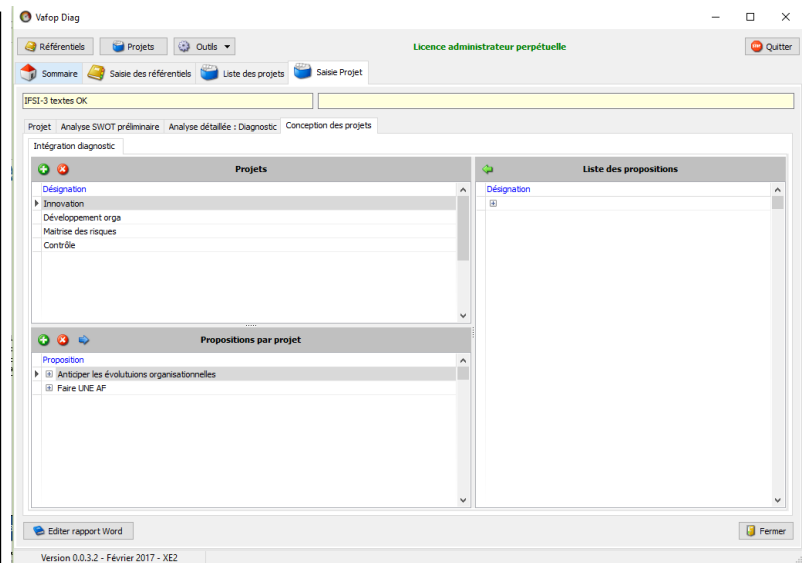 Vafop Diag
Référentiels Projets Outils Licence administrateur perpétuelle Quitter
Sommaire Saisie des référentiels Liste des projets Saisie Projet
IFSI-3 textes OK
Projet Analyse SWOT préliminaire Analyse détaillée : Diagnostic Conception des projets
Intégration diagnostic
Projets
Désignation
Innovation
Développement orga
Maitrise des risques
Contrôle
Propositions par projet
Proposition
Anticiper les évolutuions organisationnelles
Faire UNE AF
Liste des propositions
Désignation
Editer rapport Word Fermer
Version 0.0.3.2 - Février 2017 - XE2